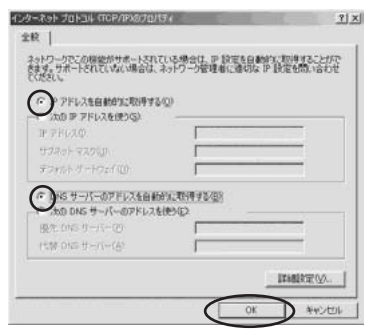 インターネット プロトコル (TCP/IP)のプロパティ
? ×
全般
ネットワークでこの機能がサポートされている場合は、IP 設定を自動的に取得することがで
きます。サポートされていない場合は、ネットワーク管理者に適切な IP 設定を問い合わせ
てください。
P アドレスを自動的に取得する(O)
次の IP アドレスを使う(S):
IP アドレス(I):
サブネット マスク(U):
デフォルト ゲートウェイ(D):
DNS サーバーのアドレスを自動的に取得する(B)
次の DNS サーバーのアドレスを使う(E):
優先 DNS サーバー(P):
代替 DNS サーバー(A):
詳細設定(V)...
OK
キャンセル